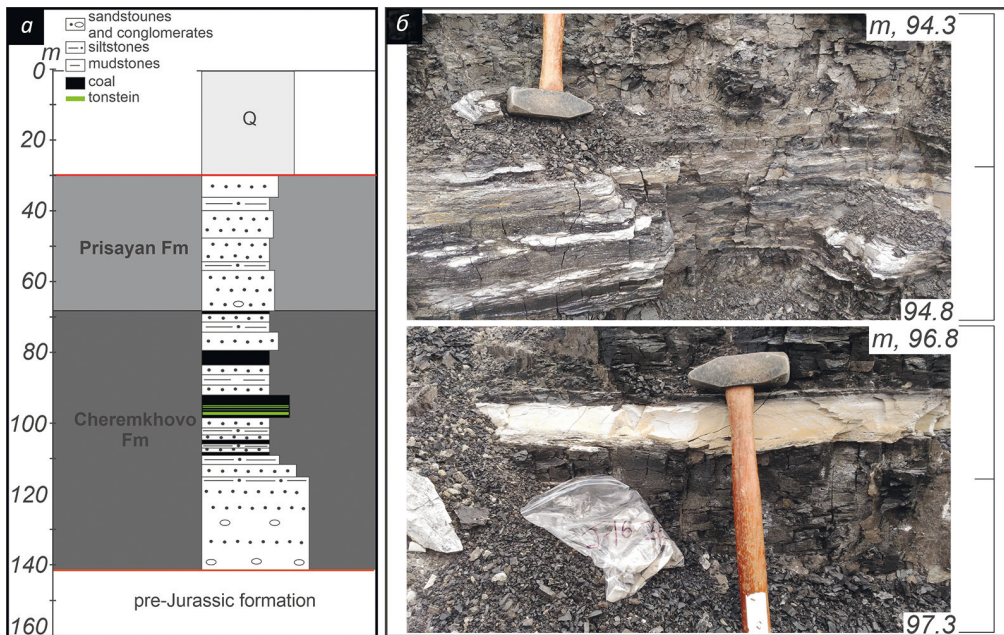 а
sandstounes
and conglomerates
siltstones
mudstones
coal
tonstein
m
0
20
40
60
80
100
120
140
160
Q
Prisayan Fm
Cheremkhovo
Fm
pre-Jurassic formation
б
m, 94.3
94.8
m, 96.8
97.3